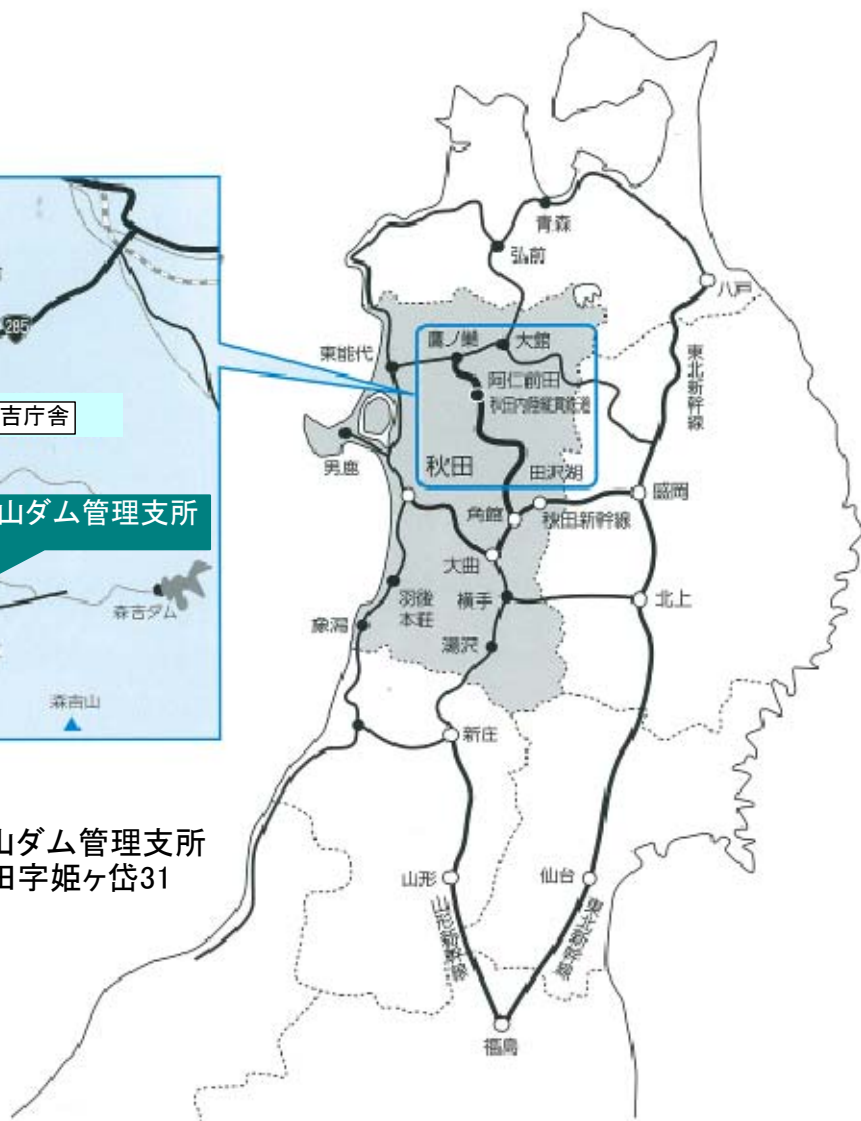 青森
弘前
八戸
285
東能代
鷹ノ巣
大館
阿仁前田
秋田内陸縦貫鉄道
東北新幹線
吉庁舎
男鹿
秋田
田沢湖
盛岡
山ダム管理支所
角館
秋田新幹線
大曲
森吉ダム
羽後
本荘
横手
北上
象潟
湯沢
森吉山
新庄
山ダム管理支所
田字姫ヶ岱31
山形
仙台
山形新幹線
東北新幹線
福島